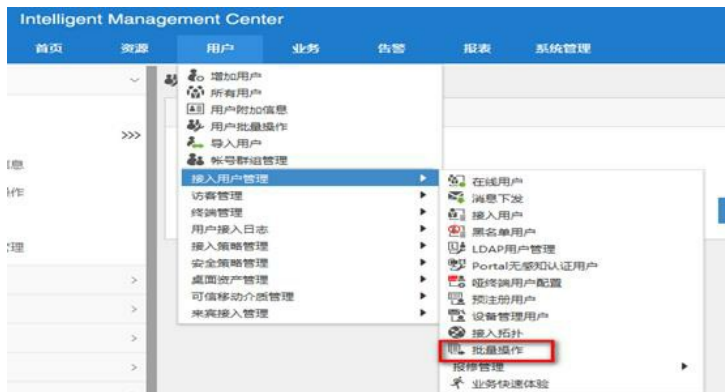 Intelligent Management Center
首页 资源 用户 业务 告警 报表 系统管理
增加用户
所有用户
用户附加信息
用户批量操作
>>>
导入用户
帐号群组管理
接入用户管理
访客管理
终端管理
用户接入日志
接入策略管理
安全策略管理
桌面资产管理
可信移动介质管理
来宾接入管理
在线用户
消息下发
接入用户
黑名单用户
LDAP用户管理
Portal无感知认证用户
哑终端用户配置
预注册用户
设备管理用户
接入拓扑
批量操作
报修管理
业务快速体验
信息
操作
管理